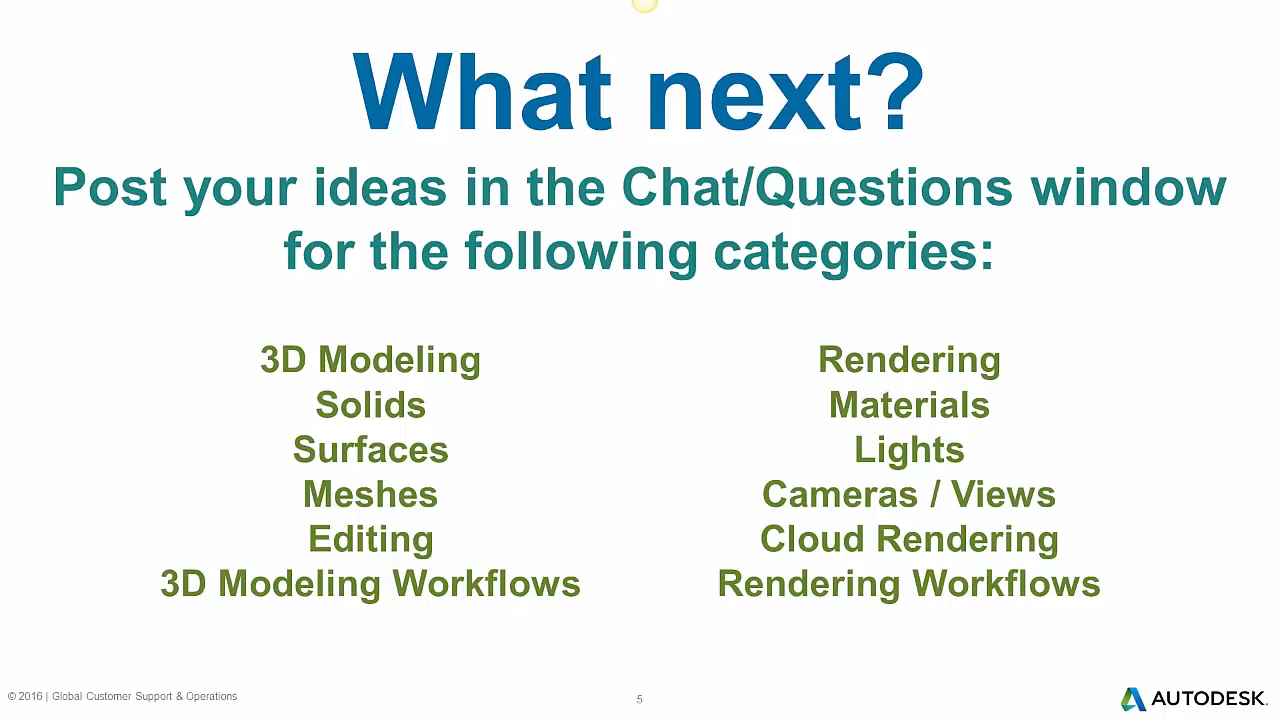 What next?
Post your ideas in the Chat/Questions window
for the following categories:
3D Modeling
Solids
Surfaces
Meshes
Editing
3D Modeling Workflows
Rendering
Materials
Lights
Cameras / Views
Cloud Rendering
Rendering Workflows
© 2016 | Global Customer Support & Operations
5
AUTODESK.